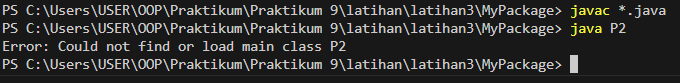 PS C:\Users\USER\OOP\Praktikum\Praktikum 9\latihan\latihan3\MyPackage> javac *.java
PS C:\Users\USER\OOP\Praktikum\Praktikum 9\latihan\latihan3\MyPackage> java P2
Error: Could not find or load main class P2
PS C:\Users\USER\OOP\Praktikum\Praktikum 9\latihan\latihan3\MyPackage>